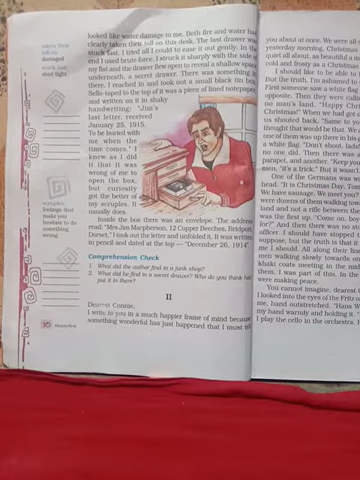 taken their
toll on:
damaged
stuck fast:
shut tight
scruples:
feelings that
make you
hesitate to do
something
wrong
looked like water damage to me. Both fire and water had
clearly taken their toll on this desk. The last drawer was
stuck fast. I tried all I could to ease it out gently. In the
end I used brute force. I struck it sharply with the side of
my fist and the drawer flew open to reveal a shallow space
underneath, a secret drawer. There was something in
there. I reached in and took out a small black tin box.
Sello-taped to the top of it was a piece of lined notepaper,
and written on it in shaky
handwriting: "Jim's
last letter, received
January 25, 1915.
To be buried with
me when the
time comes." I
knew as I did
it that it was
wrong of me to
open the box,
but curiosity
got the better of
my scruples. It
usually does.
Inside the box there was an envelope. The address
read: "Mrs Jim Macpherson, 12 Copper Beeches, Bridport,
Dorset." I took out the letter and unfolded it. It was written
in pencil and dated at the top — "December 26, 1914".
Comprehension Check
1. What did the author find in a junk shop?
2. What did he find in a secret drawer? Who do you think had
put it in there?
II
Dearest Connie,
I write to you in a much happier frame of mind because
something wonderful has just happened that I must tell
10
you about at once. We were all s
yesterday morning, Christmas
quiet all about, as beautiful a m
cold and frosty as a Christmas
I should like to be able to
But the truth, I'm ashamed to
First someone saw a white flag
opposite. Then they were calling
no man's land, "Happy Chri
Christmas!" When we had got o
us shouted back, "Same to yo
thought that would be that. We
one of them was up there in his
a white flag. "Don't shoot, lads!
no one did. Then there was
parapet, and another. "Keep you
men, "it's a trick." But it wasn't
One of the Germans was
head. "It is Christmas Day, Tom
We have sausage. We meet you?
were dozens of them walking tow
land and not a rifle between the
was the first up. "Come on, boy
for?" And then there was no sto
officer. I should have stopped t
suppose, but the truth is that it
me I should. All along their line
men walking slowly towards on
khaki coats meeting in the mid
them. I was part of this. In the
were making peace.
You cannot imagine, dearest C
I looked into the eyes of the Fritz o
me, hand outstretched. "Hans W
my hand warmly and holding it. "
I play the cello in the orchestra.